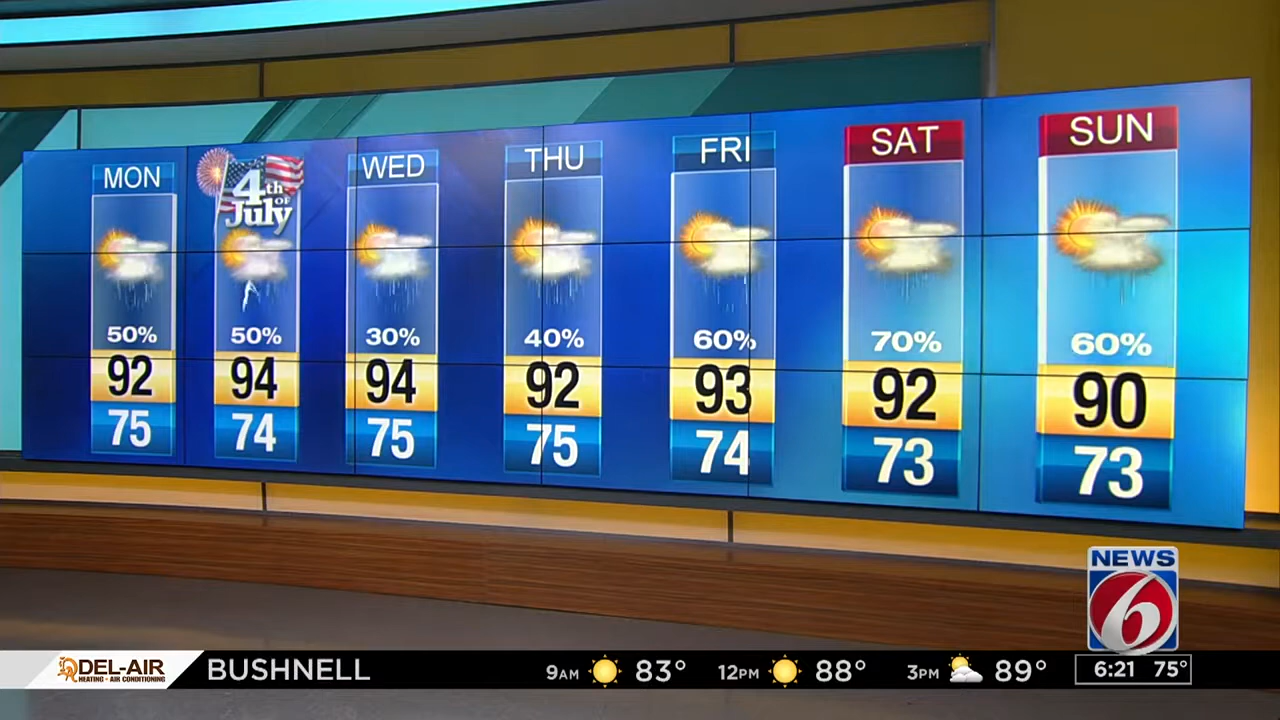 MON
4th
OF
July
WED
THU
FRI
SAT
SUN
50%
50%
30%
40%
60%
70%
60%
92
94
94
92
93
92
90
75
74
75
75
74
73
73
NEWS
6
DEL-AIR
HEATING - AIR CONDITIONING
BUSHNELL
9AM 83° 12PM 88° 3PM 89°
6:21 75°